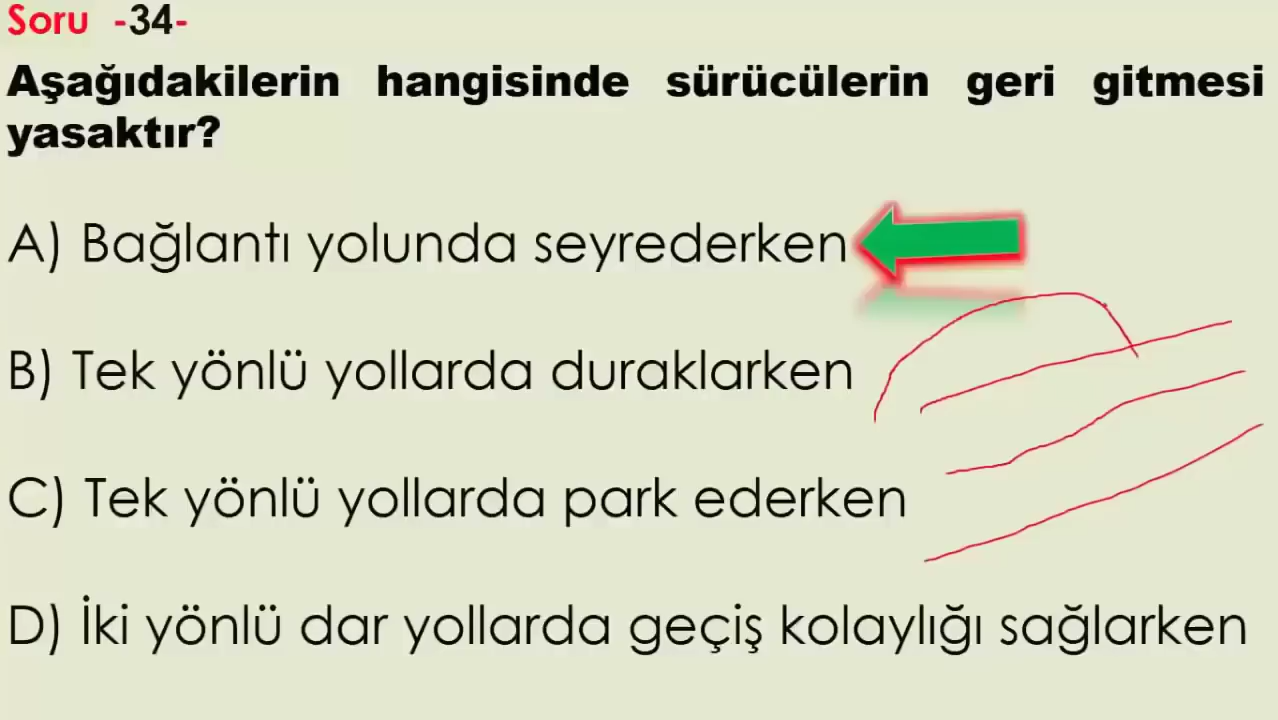 Soru -34-
Aşağıdakilerin hangisinde sürücülerin geri gitmesi
yasaktır?
A) Bağlantı yolunda seyrederken
B) Tek yönlü yollarda duraklarken
C) Tek yönlü yollarda park ederken
D) İki yönlü dar yollarda geçiş kolaylığı sağlarken